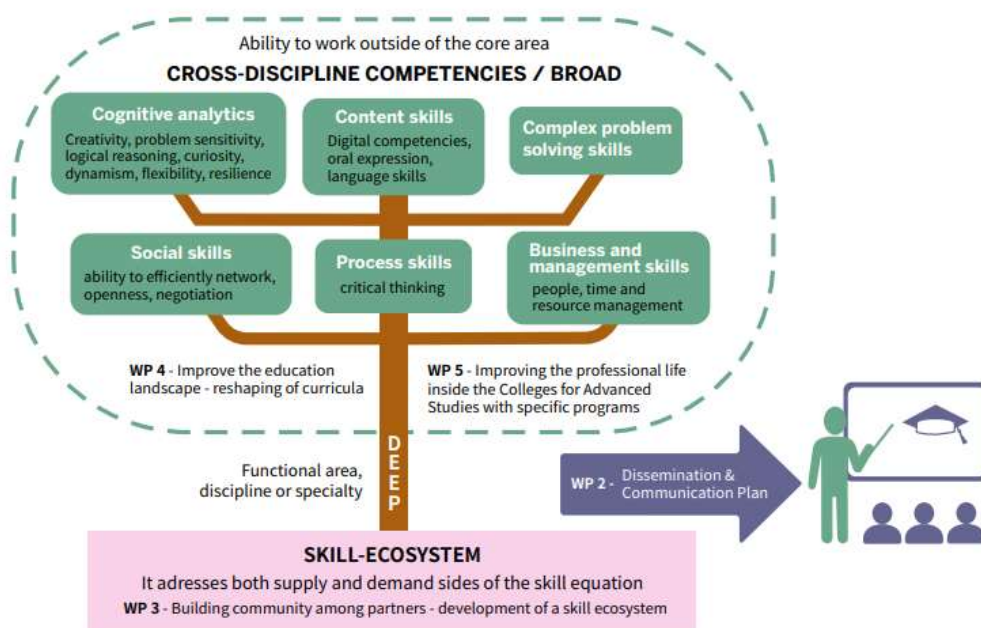 Ability to work outside of the core area
CROSS-DISCIPLINE COMPETENCIES / BROAD
Cognitive analytics
Creativity, problem sensitivity,
logical reasoning, curiosity,
dynamism, flexibility, resilience
Content skills
Digital competencies,
oral expression,
language skills
Complex problem
solving skills
Social skills
ability to efficiently network,
openness, negotiation
Process skills
critical thinking
Business and
management skills
people, time and
resource management
WP 4 - Improve the education
landscape - reshaping of curricula
WP 5 - Improving the professional life
inside the Colleges for Advanced
Studies with specific programs
DEEP
Functional area,
discipline or specialty
WP 2 - Dissemination &
Communication Plan
SKILL-ECOSYSTEM
It adresses both supply and demand sides of the skill equation
WP 3 - Building community among partners - development of a skill ecosystem